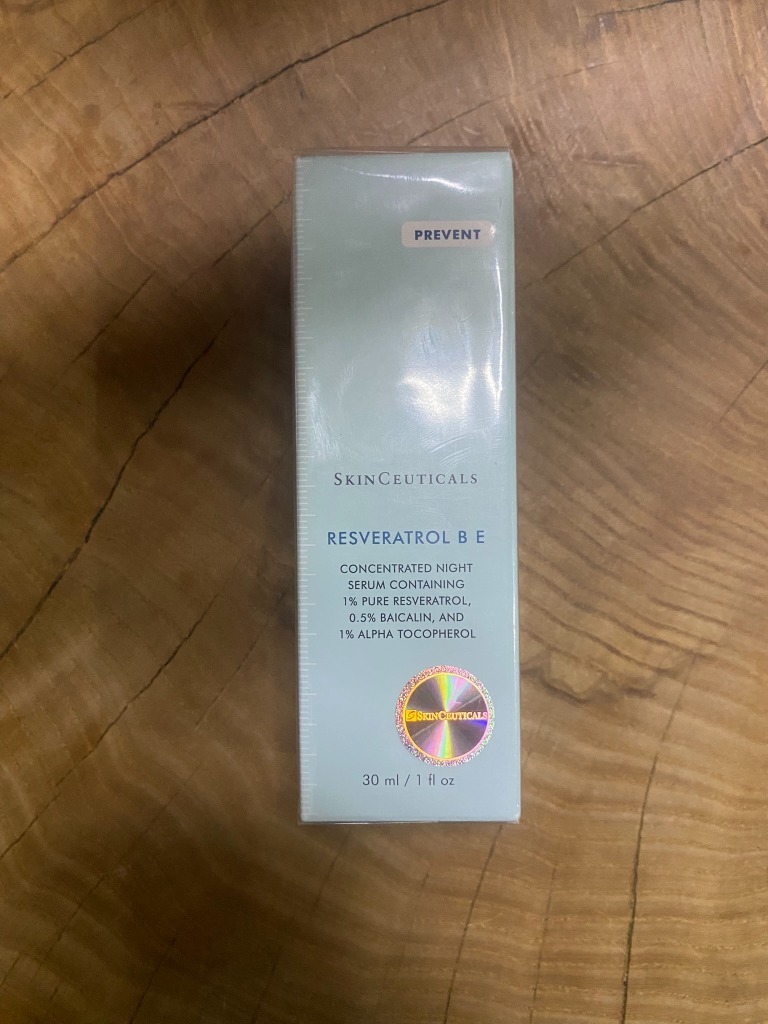 PREVENT
SKINCEUTICALS
RESVERATROL B E
CONCENTRATED NIGHT
SERUM CONTAINING
1% PURE RESVERATROL,
0.5% BAICALIN, AND
1% ALPHA TOCOPHEROL
SKINCEUTICALS
30 ml / 1 fl oz